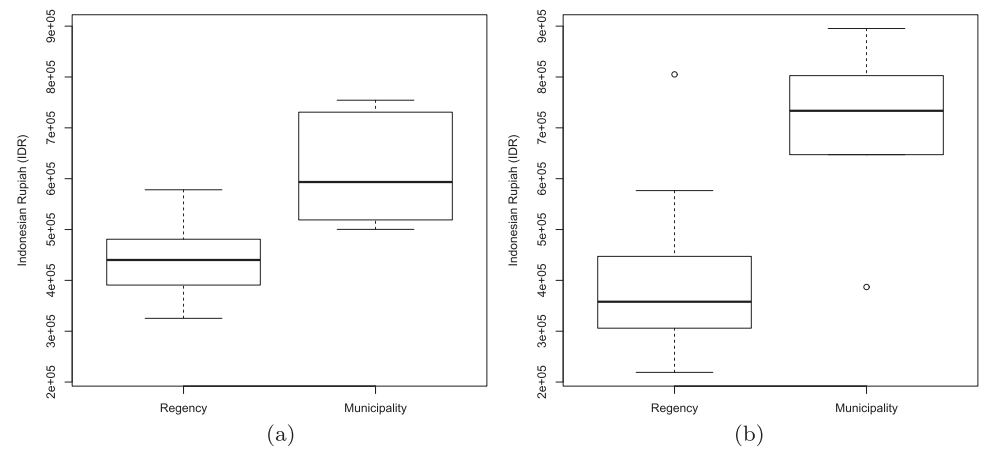 Indonesian Rupiah (IDR)
9e+05
8e+05
7e+05
6e+05
5e+05
4e+05
3e+05
2e+05
Regency Municipality
(a)
Indonesian Rupiah (IDR)
9e+05
8e+05
7e+05
6e+05
5e+05
4e+05
3e+05
2e+05
Regency Municipality
(b)